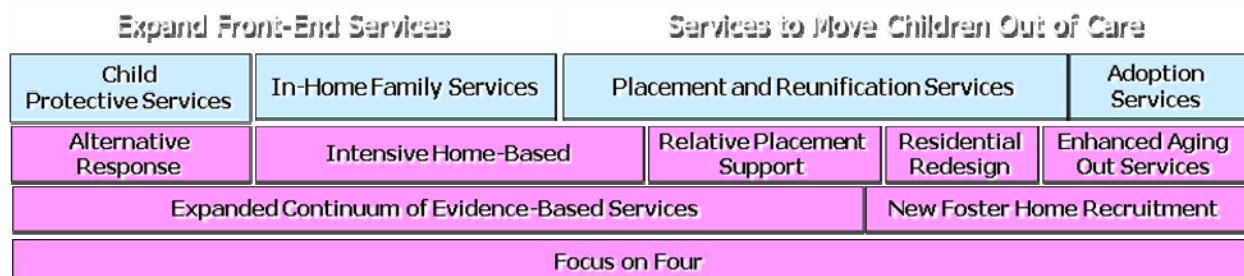 Expand Front-End Services
Services to Move Children Out of Care
Child
Protective Services
In-Home Family Services
Placement and Reunification Services
Adoption
Services
Alternative
Response
Intensive Home-Based
Relative Placement
Support
Residential
Redesign
Enhanced Aging
Out Services
Expanded Continuum of Evidence-Based Services
New Foster Home Recruitment
Focus on Four